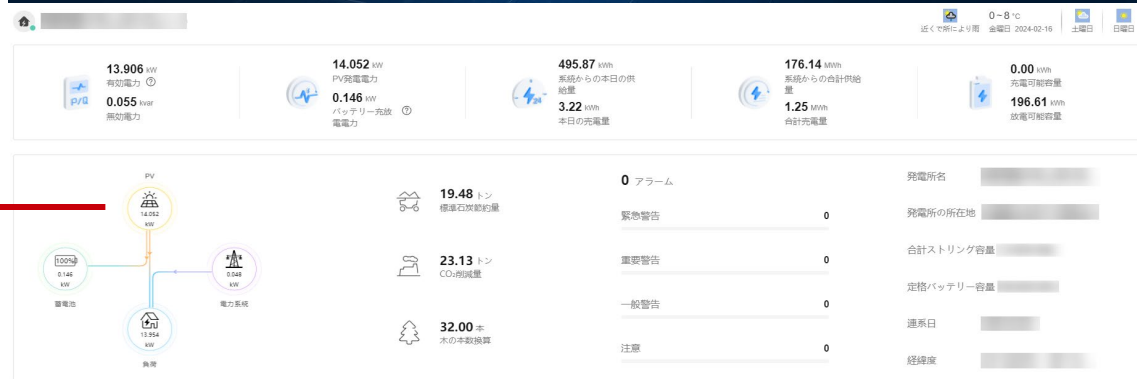 0~8 °C
近くで所により雨 金曜日 2024-02-16 土曜日 日曜日
13.906 kW
有効電力 ?
0.055 kvar
無効電力
P/Q
14.052 kW
PV発電電力
0.146 kW
バッテリー充放
電電力 ?
24
495.87 kWh
系統からの本日の供
給量
3.22 kWh
本日の充電量
176.14 MWh
系統からの合計供給
量
1.25 MWh
合計充電量
0.00 kWh
充電可能容量
196.61 kWh
放電可能容量
PV
14.052
kW
100%
0.146
kW
蓄電池
0.048
kW
電力系統
13.954
kW
負荷
19.48 トン
標準石炭節約量
23.13 トン
CO₂削減量
32.00 本
木の本数換算
0 アラーム
緊急警告 0
重要警告 0
一般警告 0
注意 0
発電所名
発電所の所在地
合計ストリング容量
定格バッテリー容量
連系日
経緯度